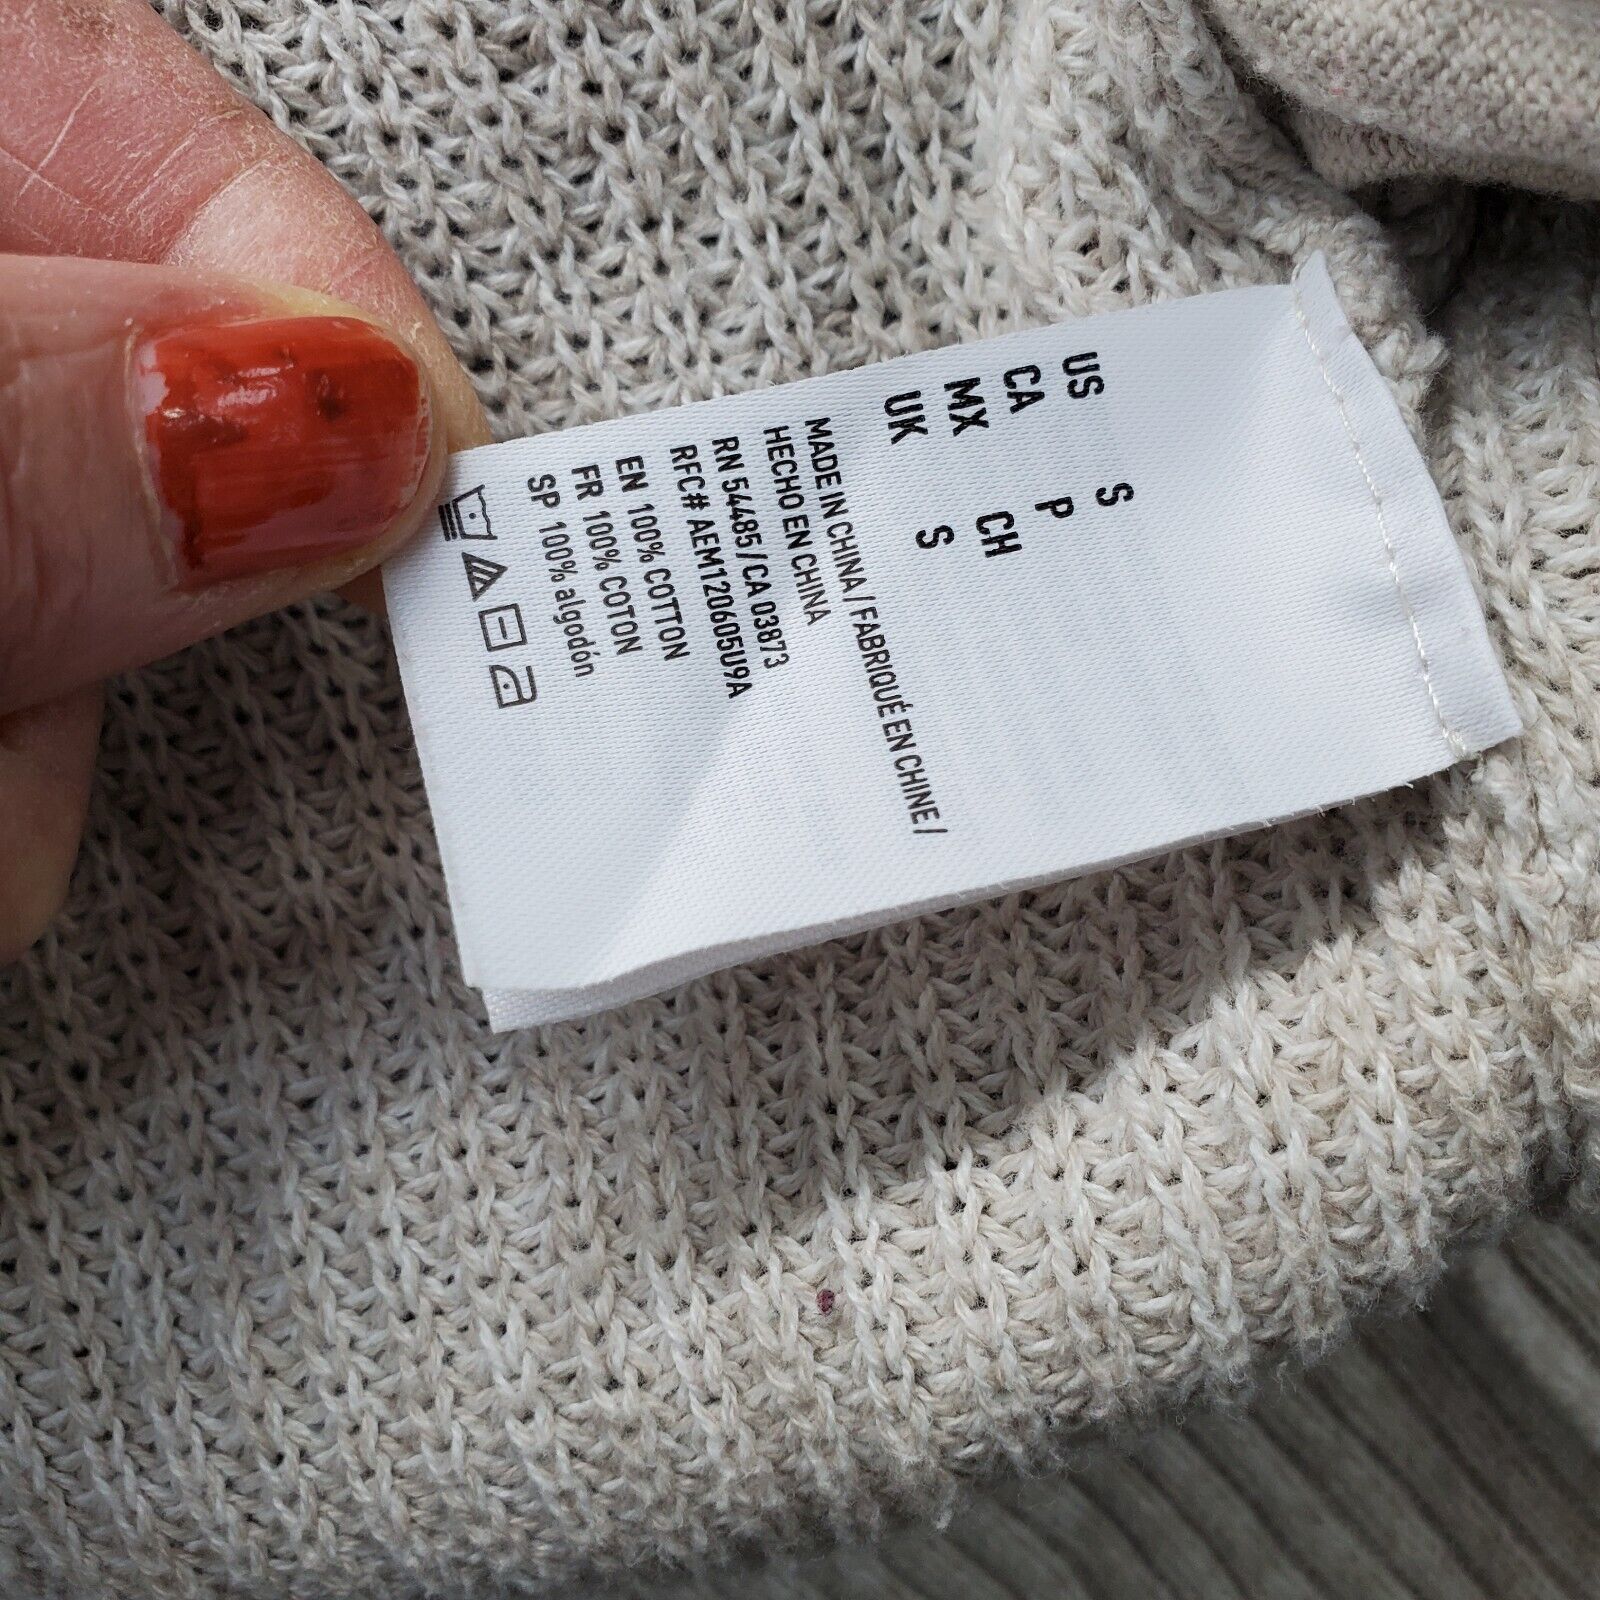 US S
CA P
MX CH
UK S
MADE IN CHINA / FABRIQUÉ EN CHINE /
HECHO EN CHINA
RN 54485 / CA 03873
RFC# AEM120605U9A
EN 100% COTTON
FR 100% COTON
SP 100% algodón